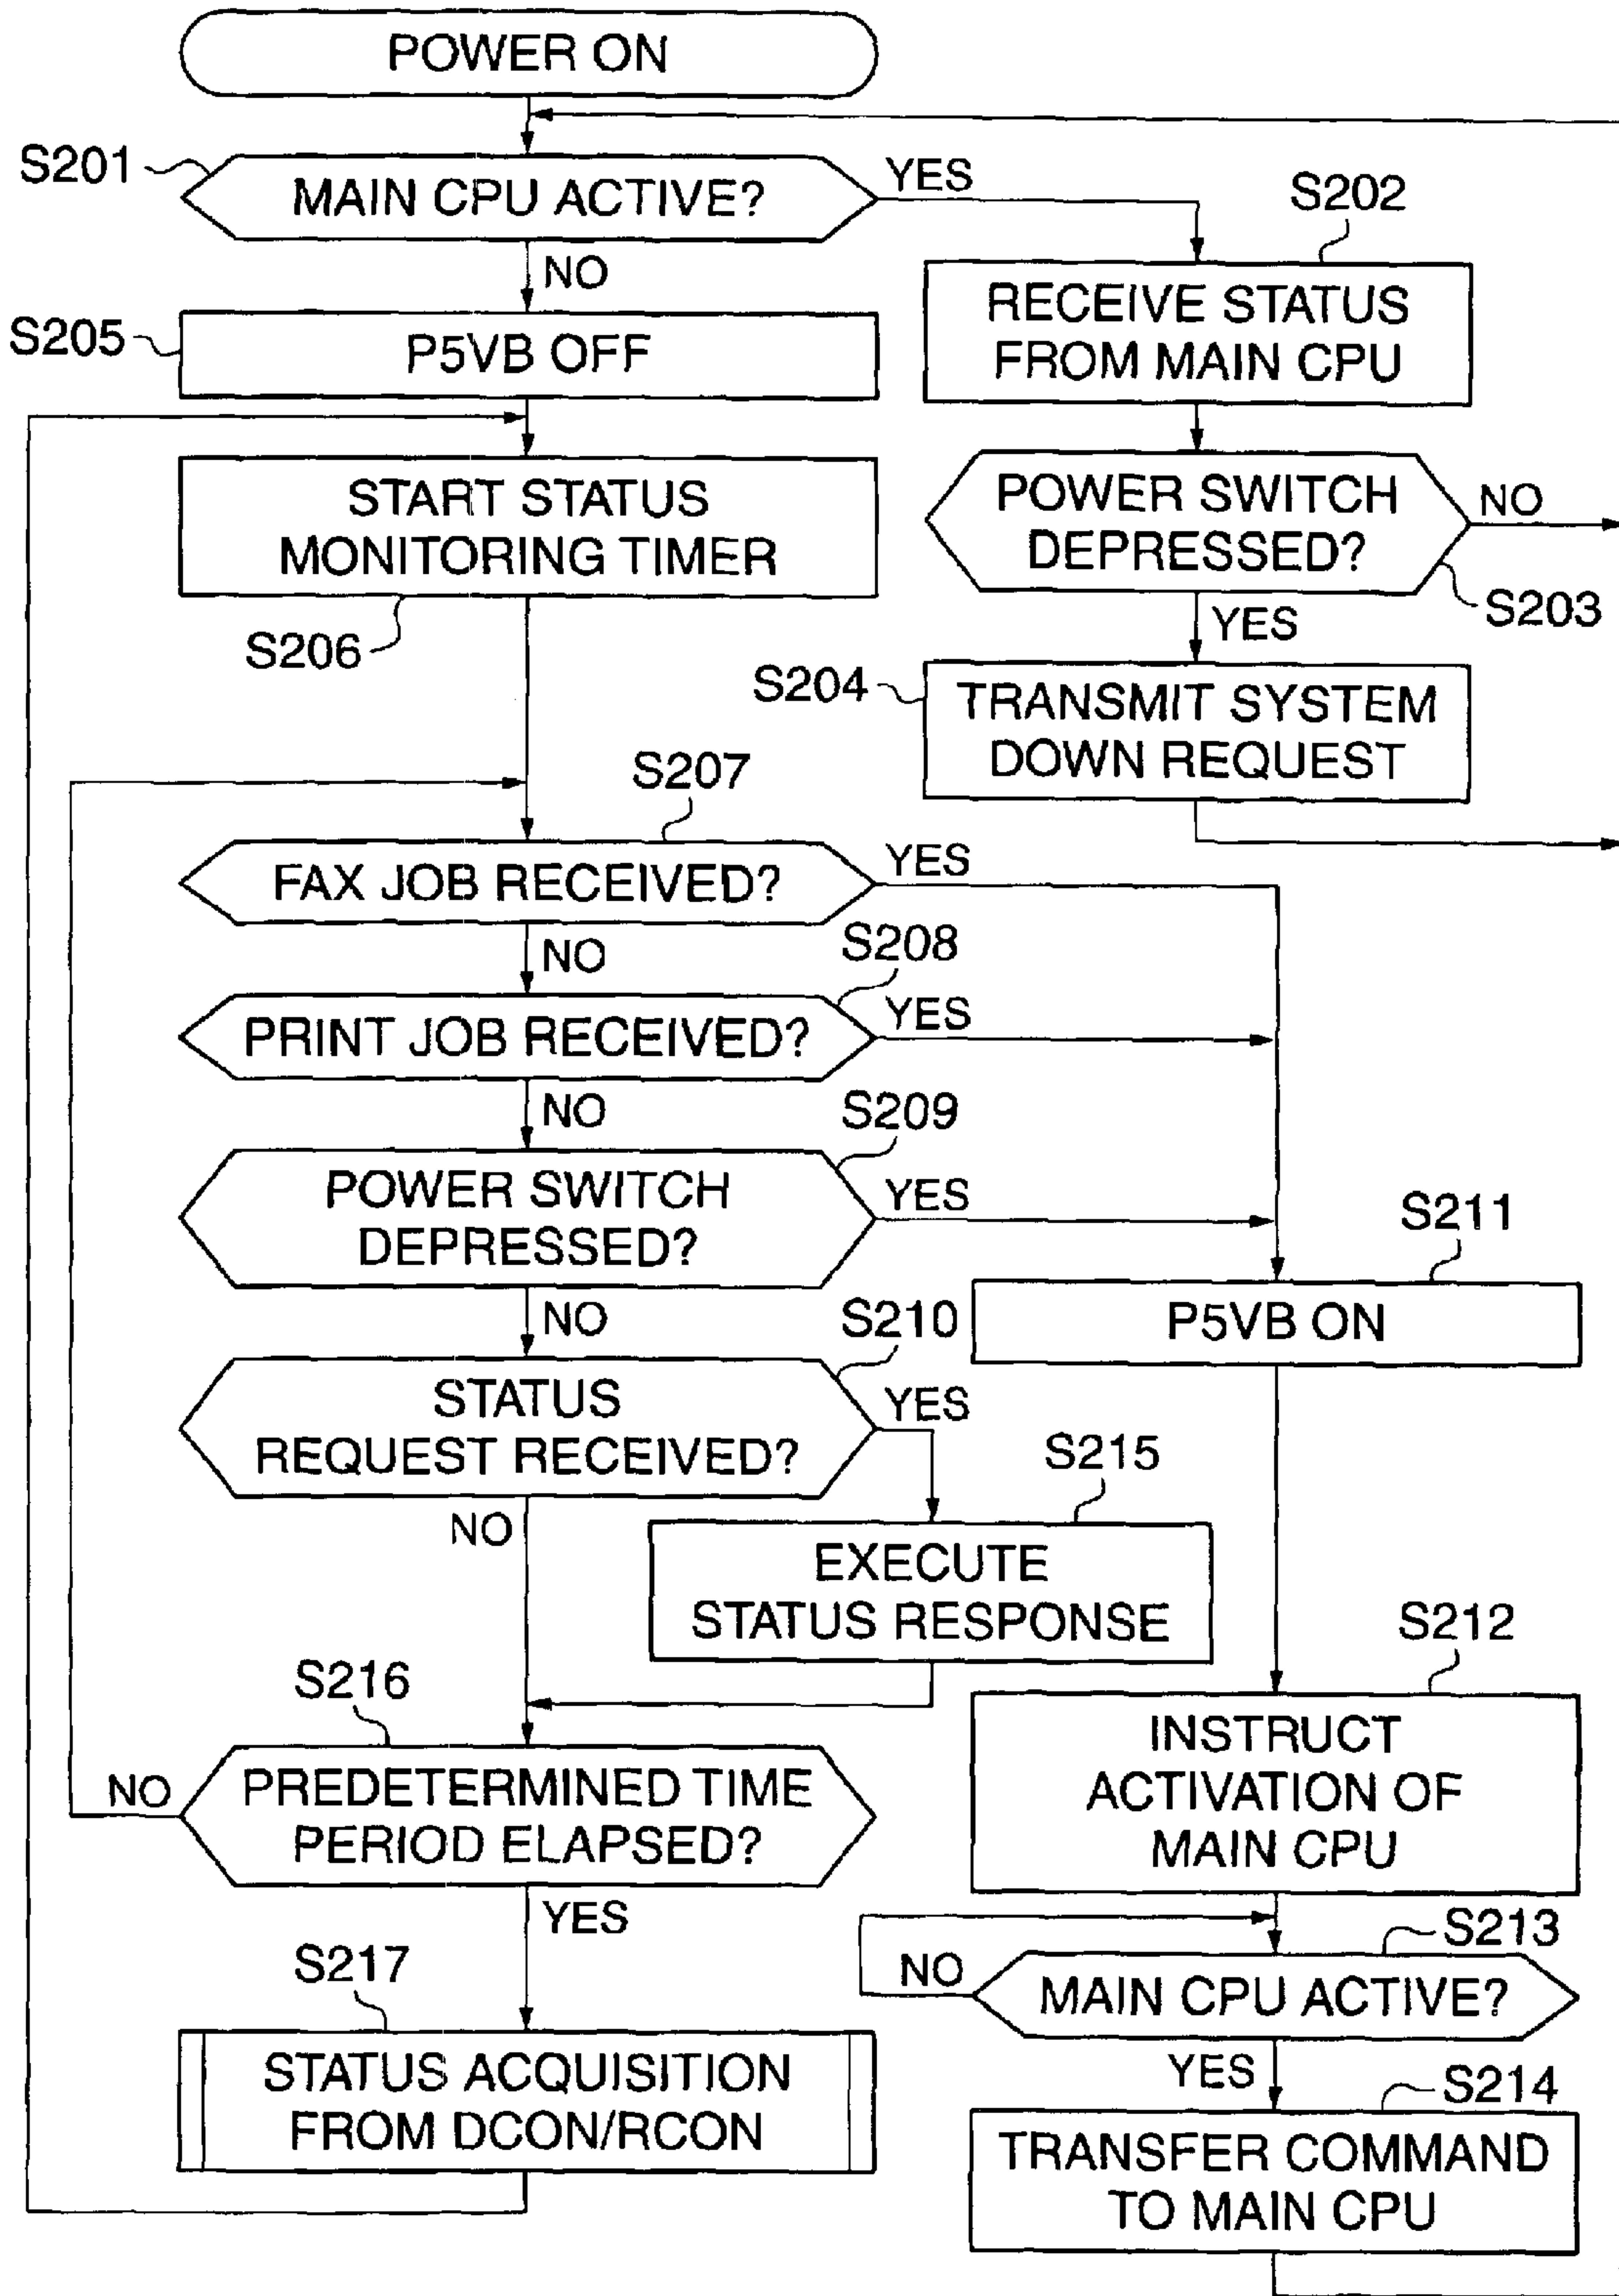 POWER ON
S201
MAIN CPU ACTIVE?
YES
NO
S202
RECEIVE STATUS
FROM MAIN CPU
S205
P5VB OFF
POWER SWITCH
DEPRESSED?
NO
S203
YES
START STATUS
MONITORING TIMER
S206
S204
TRANSMIT SYSTEM
DOWN REQUEST
S207
FAX JOB RECEIVED?
YES
NO
S208
PRINT JOB RECEIVED?
YES
NO
S209
POWER SWITCH
DEPRESSED?
YES
NO
S211
P5VB ON
S210
STATUS
REQUEST RECEIVED?
YES
NO
S215
EXECUTE
STATUS RESPONSE
S212
INSTRUCT
ACTIVATION OF
MAIN CPU
S216
PREDETERMINED TIME
PERIOD ELAPSED?
NO
YES
S213
MAIN CPU ACTIVE?
NO
YES
S217
STATUS ACQUISITION
FROM DCON/RCON
S214
TRANSFER COMMAND
TO MAIN CPU